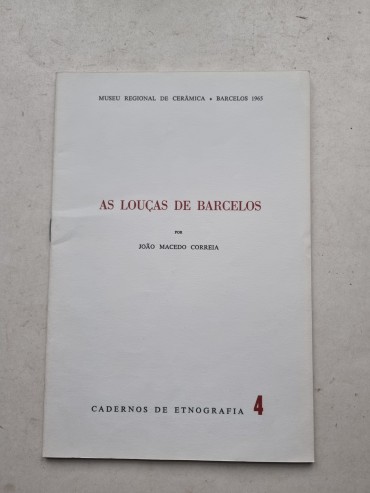 MUSEU REGIONAL DE CERÂMICA • BARCELOS 1965
AS LOUÇAS DE BARCELOS
POR
JOÃO MACEDO CORREIA
CADERNOS DE ETNOGRAFIA 4